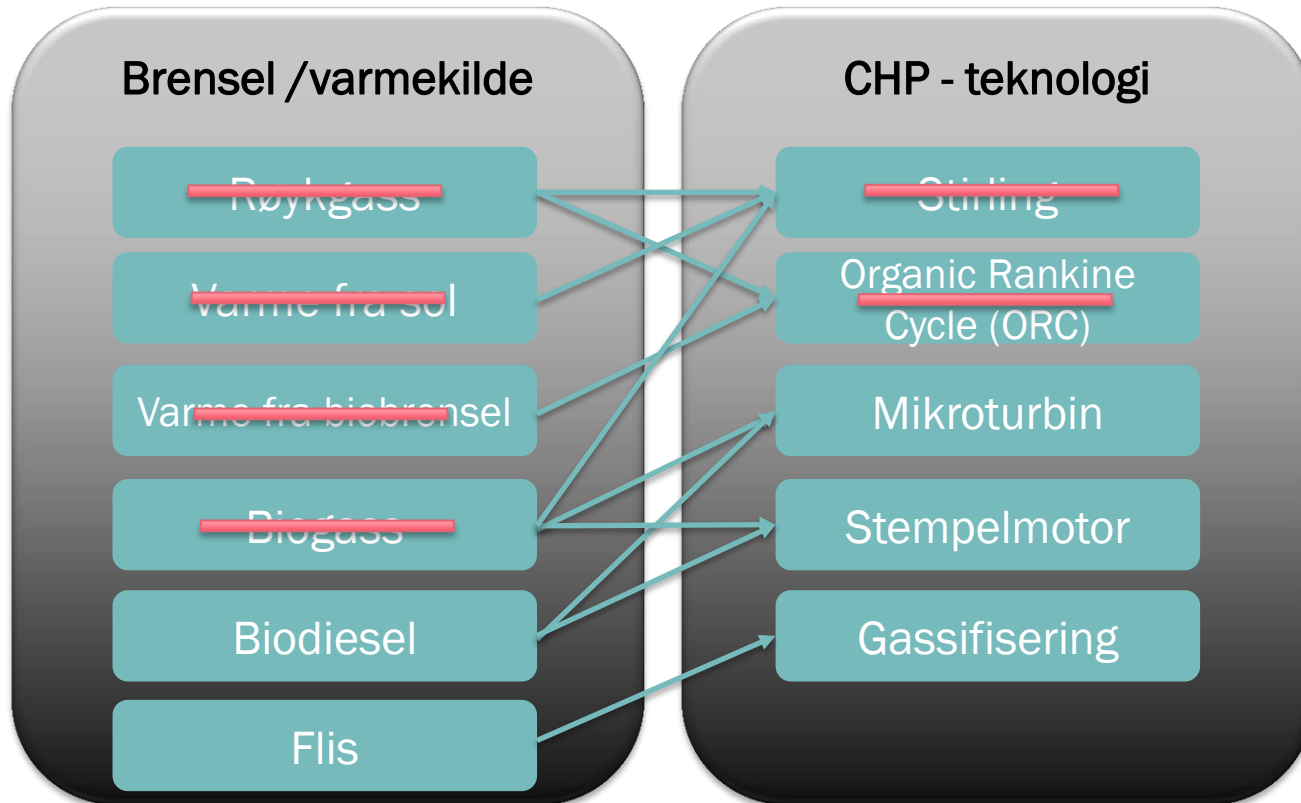 Brensel /varmekilde
Røykgass
Varme fra sol
Varme fra biobrensel
Biogass
Biodiesel
Flis
CHP - teknologi
Stirling
Organic Rankine
Cycle (ORC)
Mikroturbin
Stempelmotor
Gassifisering